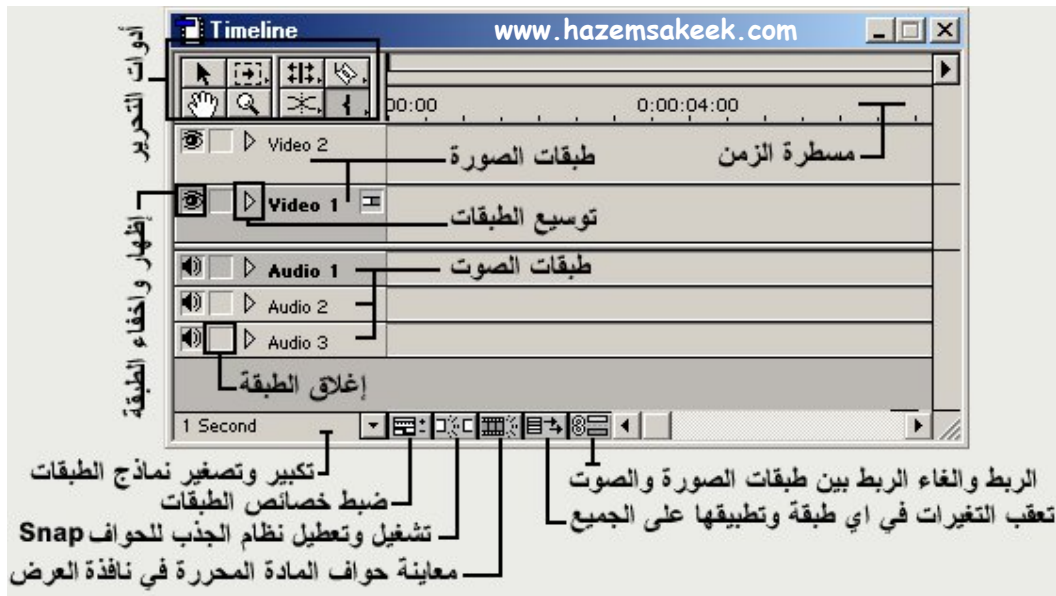 Timeline
www.hazemsakeek.com
أدوات التحرير
00:00
0:00:04:00
مسطرة الزمن
Video 2
طبقات الصورة
Video 1
توسيع الطبقات
إظهار واخفاء الطبقة
Audio 1
طبقات الصوت
Audio 2
Audio 3
إغلاق الطبقة
1 Second
تكبير وتصغير نماذج الطبقات
الربط والغاء الربط بين طبقات الصورة والصوت
ضبط خصائص الطبقات
تعقب التغيرات في اي طبقة وتطبيقها على الجميع
تشغيل وتعطيل نظام الجذب للحواف Snap
معاينة حواف المادة المحررة في نافذة العرض